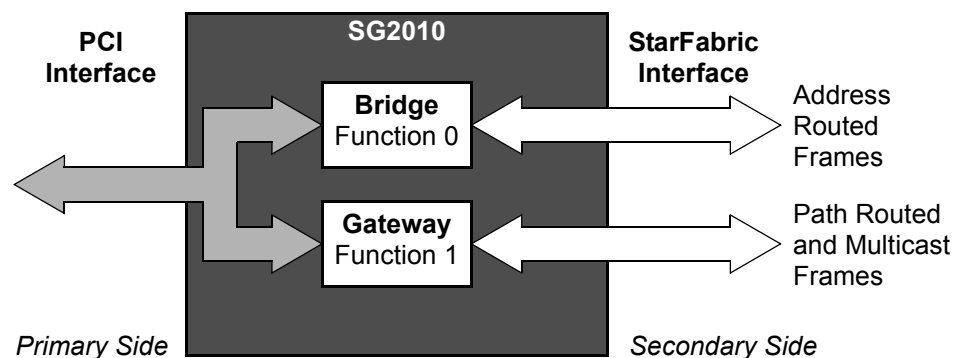 SG2010
PCI
Interface
StarFabric
Interface
Bridge
Function 0
Address
Routed
Frames
Gateway
Function 1
Path Routed
and Multicast
Frames
Primary Side
Secondary Side